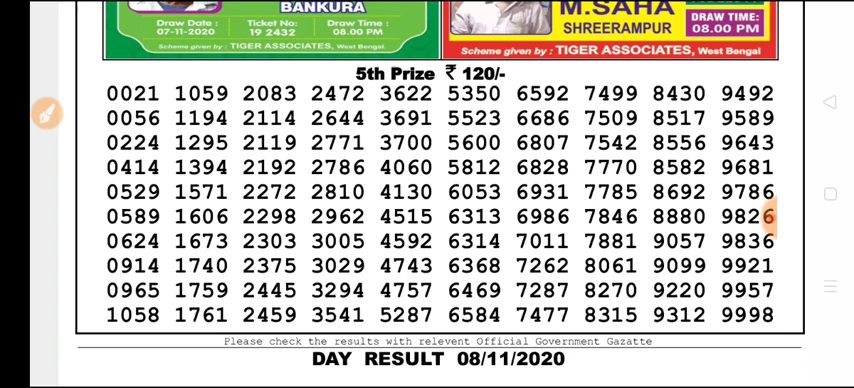 BANKURA
Draw Date :
07-11-2020
Ticket No:
19 2432
Draw Time :
08.00 PM
Scheme given by : TIGER ASSOCIATES, West Bengal
M.SAHA
SHREERAMPUR
DRAW TIME:
08.00 PM
Scheme given by : TIGER ASSOCIATES, West Bengal
5th Prize ₹ 120/-
0021 1059 2083 2472 3622 5350 6592 7499 8430 9492
0056 1194 2114 2644 3691 5523 6686 7509 8517 9589
0224 1295 2119 2771 3700 5600 6807 7542 8556 9643
0414 1394 2192 2786 4060 5812 6828 7770 8582 9681
0529 1571 2272 2810 4130 6053 6931 7785 8692 9786
0589 1606 2298 2962 4515 6313 6986 7846 8880 9826
0624 1673 2303 3005 4592 6314 7011 7881 9057 9836
0914 1740 2375 3029 4743 6368 7262 8061 9099 9921
0965 1759 2445 3294 4757 6469 7287 8270 9220 9957
1058 1761 2459 3541 5287 6584 7477 8315 9312 9998
Please check the results with relevent Official Government Gazatte
DAY RESULT 08/11/2020